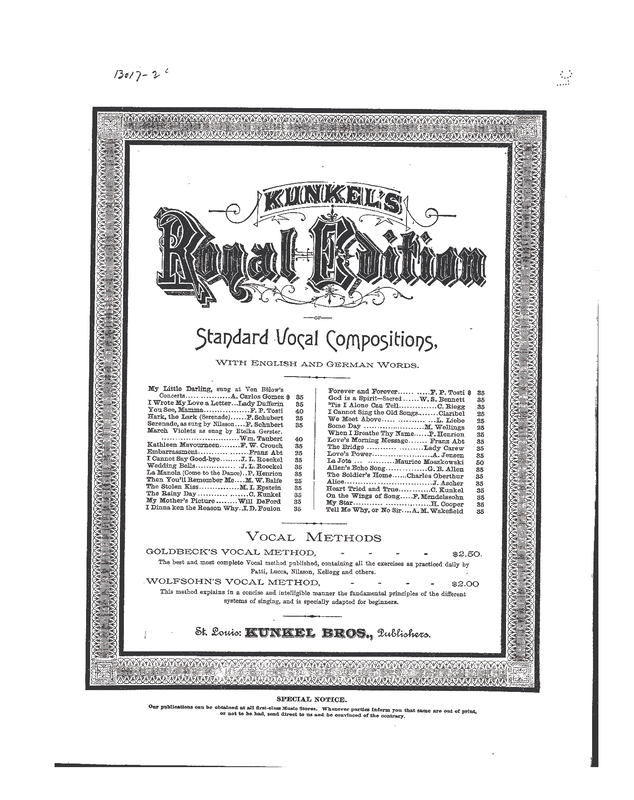 13017-2 c
KUNKEL'S
Royal Edition
—OF—
Standard Vocal Compositions,
WITH ENGLISH AND GERMAN WORDS.
My Little Darling, sung at Von Bülow's
Concerts.....A. Carlos Gomez $ 35
I Wrote My Love a Letter...Lady Dufferin 35
You See, Mamma...............F. P. Tosti 40
Hark, the Lark (Serenade).....F. Schubert 25
Serenade, as sung by Nilsson....F. Schubert 35
March Violets as sung by Etelka Gerster.
.....................Wm. Taubert 40
Kathleen Mavourneen........F. W. Crouch 35
Embarrassment................Franz Abt 25
I Cannot Say Good-bye.......J. L. Roeckel 35
Wedding Bells...............J. L. Roeckel 35
La Manola (Come to the Dance)..P. Henrion 35
Then You'll Remember Me....M. W. Balfe 25
The Stolen Kiss...............M. I. Epstein 35
The Rainy Day.................C. Kunkel 35
My Mother's Picture........Will DeFord 35
I Dinna ken the Reason Why..I. D. Foulon 35
Forever and Forever.........F. P. Tosti $ 35
God is a Spirit—Sacred......W. S. Bennett 25
'Tis I Alone Can Tell...........C. Riegg 35
I Cannot Sing the Old Songs......Claribel 25
We Meet Above..................L. Liebe 25
Some Day ...................M. Wellings 25
When I Breathe Thy Name.....P. Henrion 35
Love's Morning Message........Franz Abt 35
The Bridge ..................Lady Carew 35
Love's Power..................A. Jensen 35
La Jota ............Maurice Moszkowski 50
Allen's Echo Song............G. B. Allen 35
The Soldier's Home.....Charles Oberthur 35
Alice.........................J. Ascher 35
Heart Tried and True..........C. Kunkel 35
On the Wings of Song....F. Mendelssohn 35
My Star.......................H. Cooper 35
Tell Me Why, or No Sir....A. M. Wakefield 35
VOCAL METHODS
GOLDBECK'S VOCAL METHOD, - - - - $2.50.
The best and most complete Vocal method published, containing all the exercises as practiced daily by
Patti, Lucca, Nilsson, Kellogg and others.
WOLFSOHN'S VOCAL METHOD, - - - - $2.00
This method explains in a concise and intelligible manner the fundamental principles of the different
systems of singing, and is specially adapted for beginners.
St. Louis: KUNKEL BROS., Publishers.
SPECIAL NOTICE.
Our publications can be obtained at all first-class Music Stores. Whenever parties inform you that same are out of print,
or not to be had, send direct to us and be convinced of the contrary.